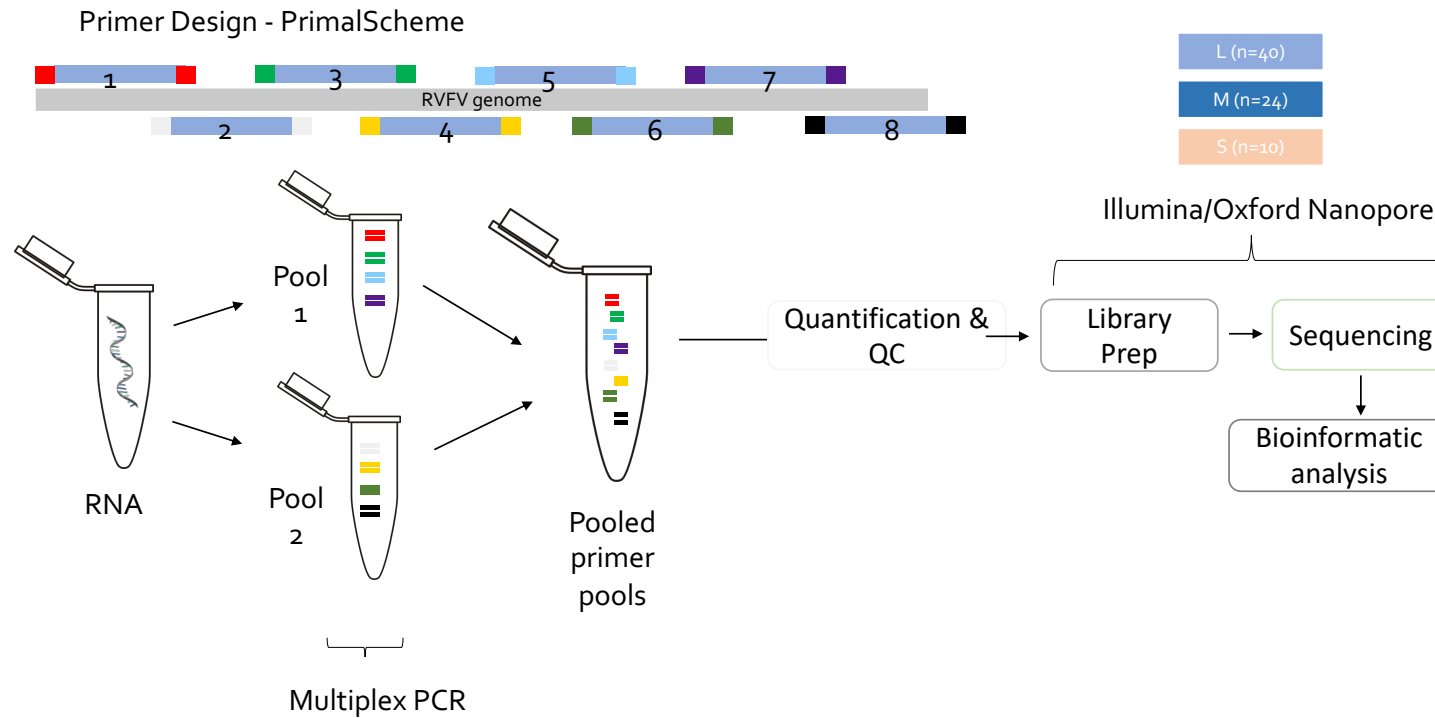 Primer Design - PrimalScheme
1
3
5
7
RVFV genome
2
4
6
8
L (n=40)
M (n=24)
S (n=10)
Illumina/Oxford Nanopore
Pool
1
Quantification &
QC
Library
Prep
Sequencing
Bioinformatic
analysis
RNA
Pool
2
Pooled
primer
pools
Multiplex PCR